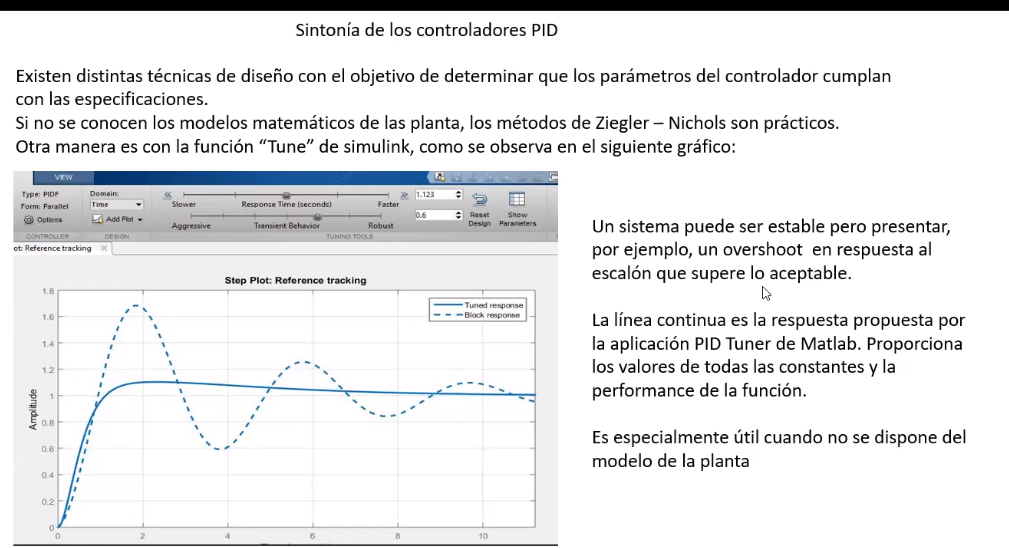 Sintonía de los controladores PID
Existen distintas técnicas de diseño con el objetivo de determinar que los parámetros del controlador cumplan
con las especificaciones.
Si no se conocen los modelos matemáticos de las planta, los métodos de Ziegler – Nichols son prácticos.
Otra manera es con la función “Tune” de simulink, como se observa en el siguiente gráfico:
VIEW
Type: PIDF
Form: Parallel
Options
CONTROLLER
Domain:
Time
Add Plot
DESIGN
Slower
Response Time (seconds)
Faster
1.123
Aggressive
Transient Behavior
Robust
0.6
TUNING TOOLS
Reset
Design
Show
Parameters
ot: Reference tracking
Step Plot: Reference tracking
Tuned response
Block response
Amplitude
1.8
1.6
1.4
1.2
1
0.8
0.6
0.4
0.2
0
0 2 4 6 8 10
Un sistema puede ser estable pero presentar,
por ejemplo, un overshoot en respuesta al
escalón que supere lo aceptable.
La línea continua es la respuesta propuesta por
la aplicación PID Tuner de Matlab. Proporciona
los valores de todas las constantes y la
performance de la función.
Es especialmente útil cuando no se dispone del
modelo de la planta